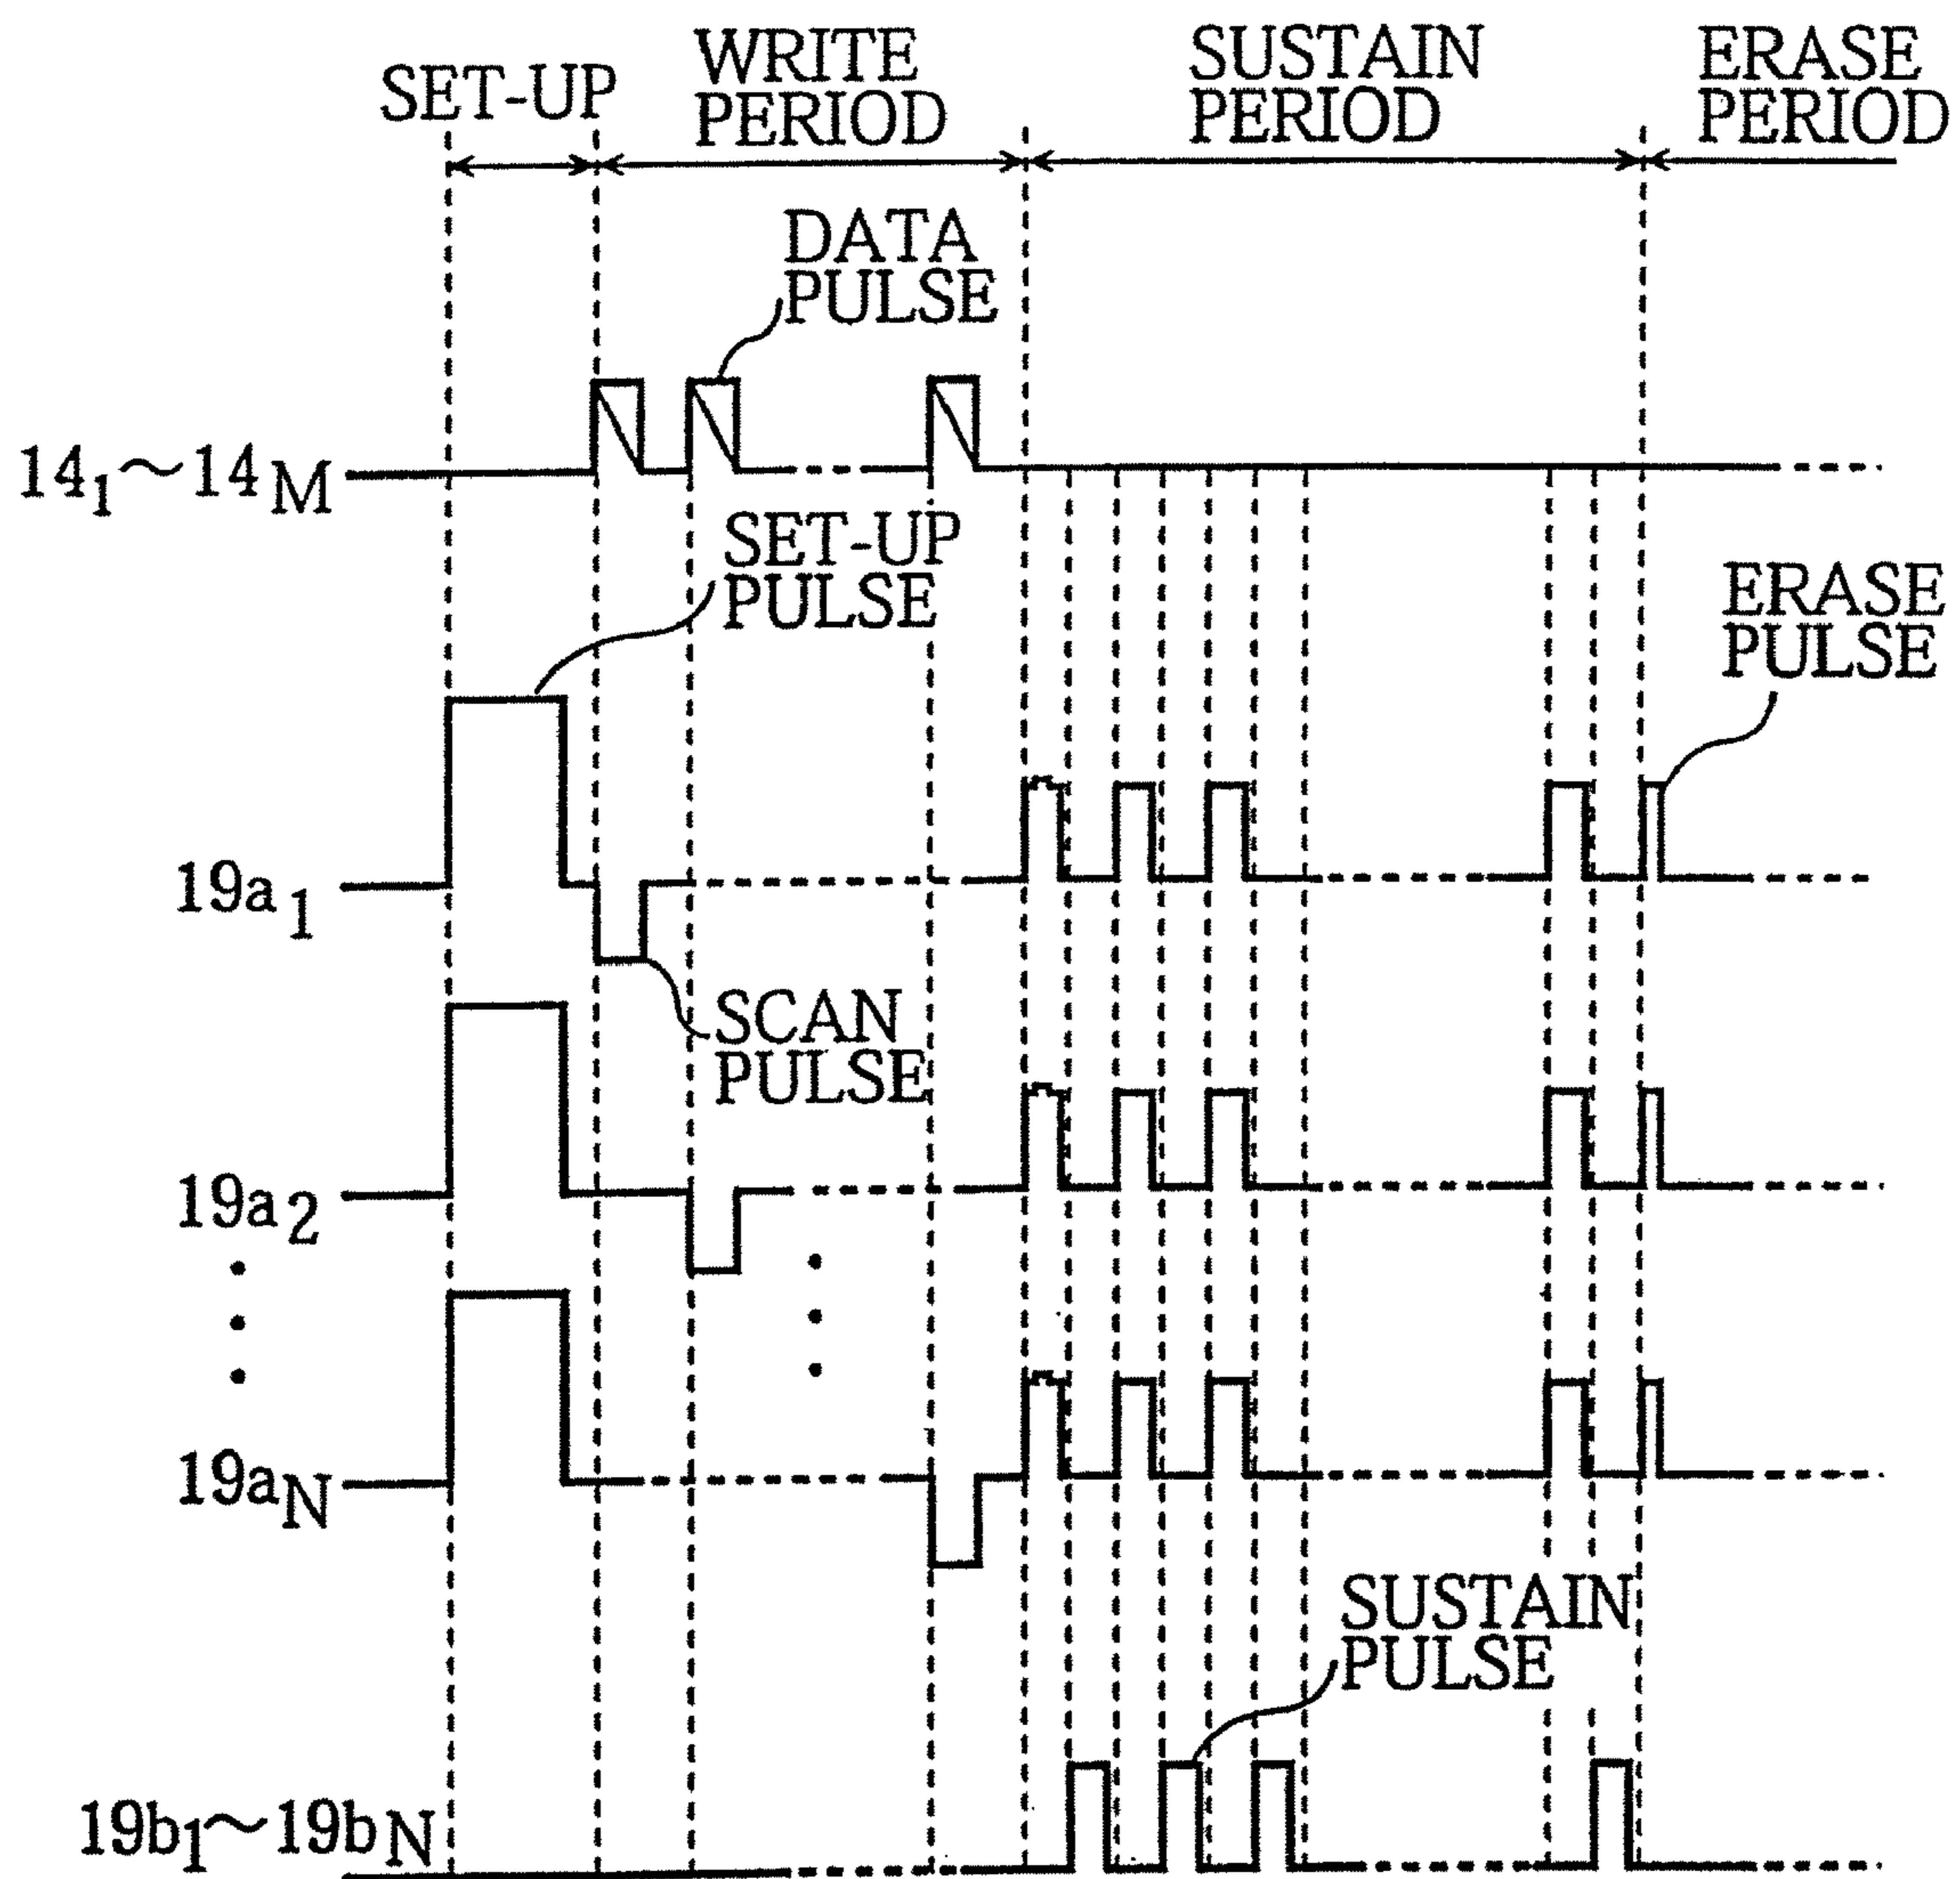 SET-UP
WRITE
PERIOD
SUSTAIN
PERIOD
ERASE
PERIOD
DATA
PULSE
14₁～14M
SET-UP
PULSE
ERASE
PULSE
19a₁
SCAN
PULSE
19a₂
19aN
SUSTAIN
PULSE
19b₁～19bN